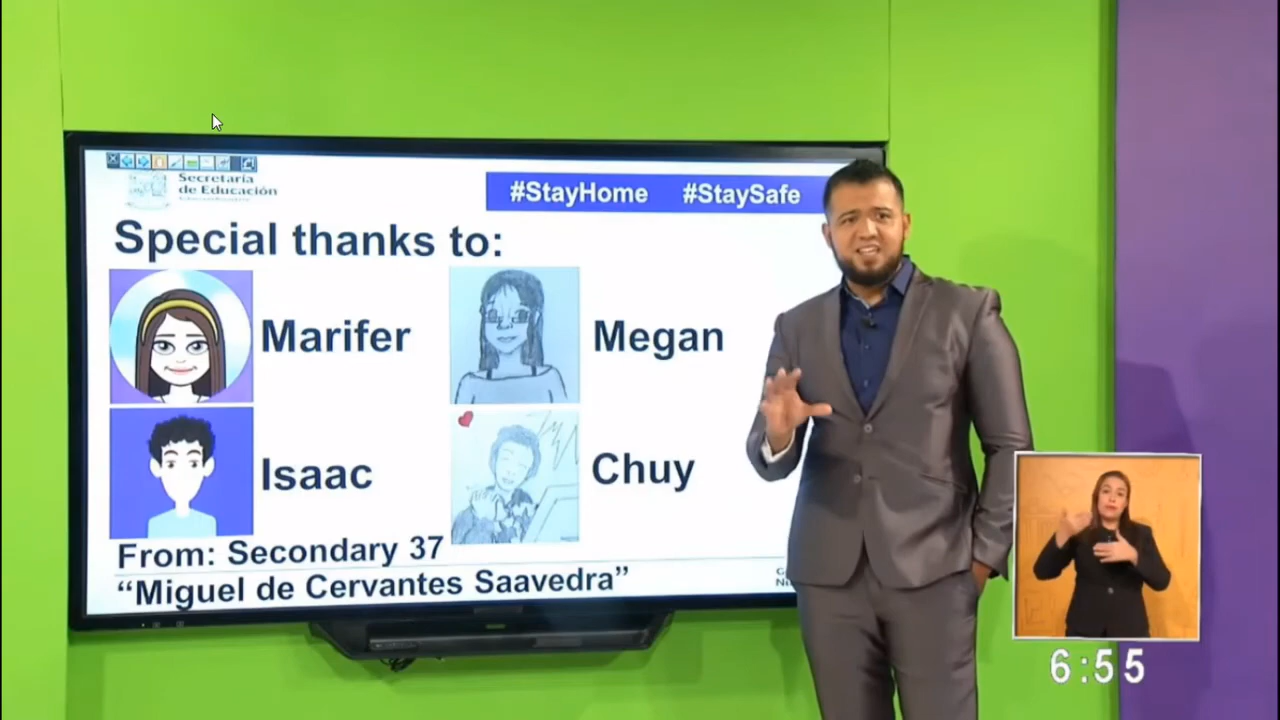 Secretaría
de Educación
#StayHome #StaySafe
Special thanks to:
Marifer
Megan
Isaac
Chuy
From: Secondary 37
“Miguel de Cervantes Saavedra”
6:55